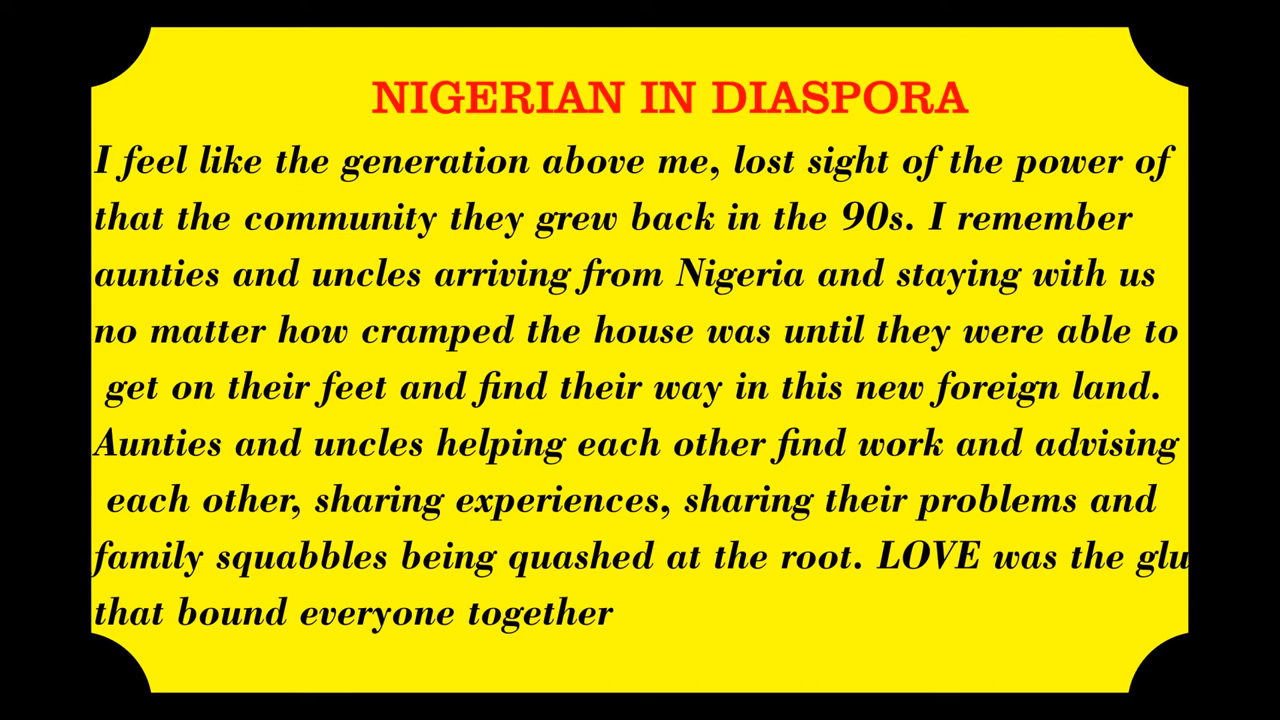 NIGERIAN IN DIASPORA
I feel like the generation above me, lost sight of the power of
that the community they grew back in the 90s. I remember
aunties and uncles arriving from Nigeria and staying with us
no matter how cramped the house was until they were able to
get on their feet and find their way in this new foreign land.
Aunties and uncles helping each other find work and advising
each other, sharing experiences, sharing their problems and
family squabbles being quashed at the root. LOVE was the glu
that bound everyone together